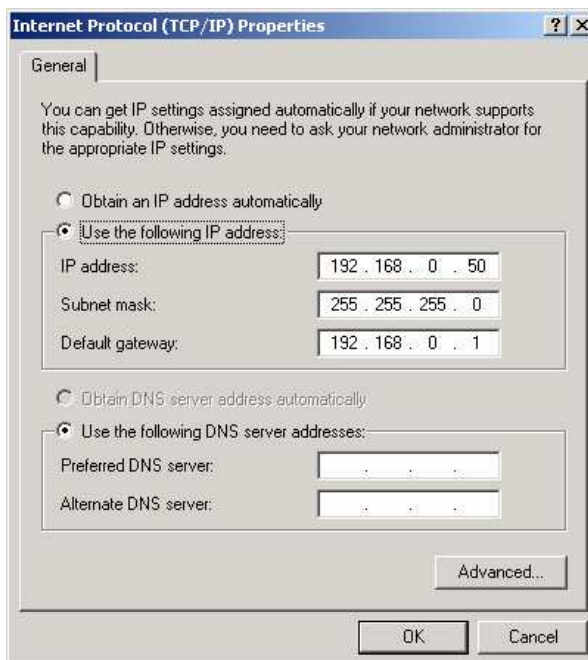 Internet Protocol (TCP/IP) Properties
General
You can get IP settings assigned automatically if your network supports
this capability. Otherwise, you need to ask your network administrator for
the appropriate IP settings.
Obtain an IP address automatically
Use the following IP address:
IP address: 192 . 168 . 0 . 50
Subnet mask: 255 . 255 . 255 . 0
Default gateway: 192 . 168 . 0 . 1
Obtain DNS server address automatically
Use the following DNS server addresses:
Preferred DNS server: . . .
Alternate DNS server: . . .
Advanced...
OK Cancel